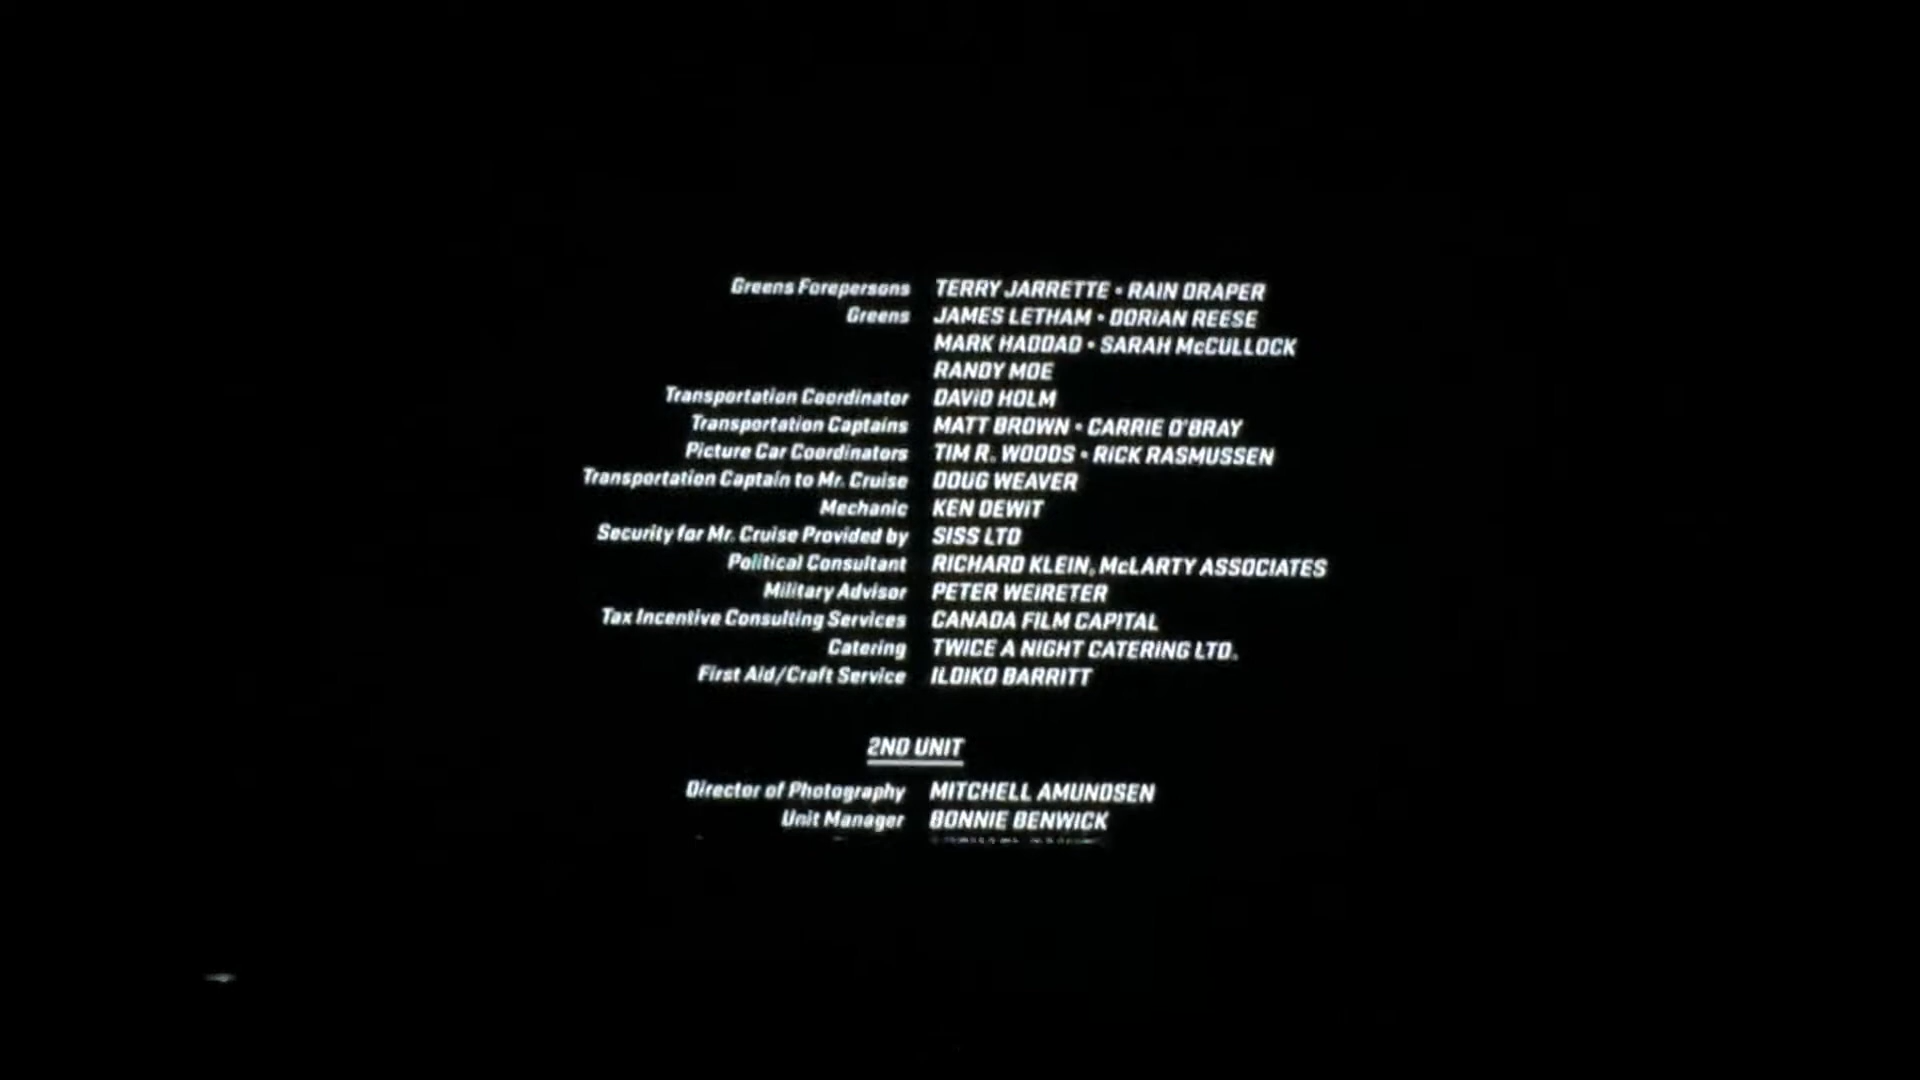 Greens Forepersons TERRY JARRETTE • RAIN DRAPER
Greens JAMES LETHAM • DORIAN REESE
MARK HADDAD • SARAH McCULLOCK
RANDY MOE
Transportation Coordinator DAVID HOLM
Transportation Captains MATT BROWN • CARRIE O'BRAY
Picture Car Coordinators TIM R. WOODS • RICK RASMUSSEN
Transportation Captain to Mr. Cruise DOUG WEAVER
Mechanic KEN DEWIT
Security for Mr. Cruise Provided by SISS LTD
Political Consultant RICHARD KLEIN, McLARTY ASSOCIATES
Military Advisor PETER WEIRETER
Tax Incentive Consulting Services CANADA FILM CAPITAL
Catering TWICE A NIGHT CATERING LTD.
First Aid/Craft Service ILDIKO BARRITT
2ND UNIT
Director of Photography MITCHELL AMUNDSEN
Unit Manager BONNIE BENWICK